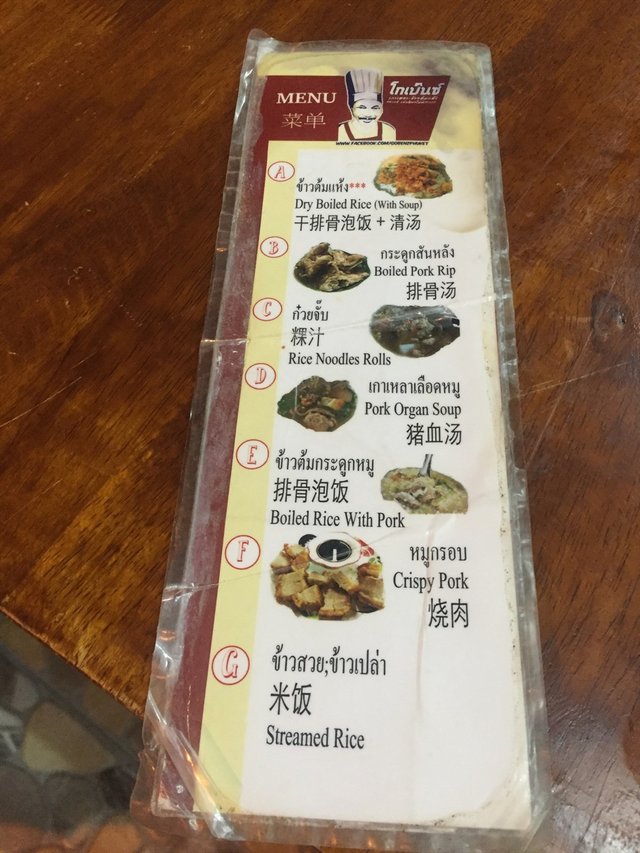 MENU
菜单
โกเบ็นซ์
WWW.FACEBOOK.COM/GOBENZPHUKET
A
ข้าวต้มแห้ง***
Dry Boiled Rice (With Soup)
干排骨泡饭 + 清汤
B
กระดูกสันหลัง
Boiled Pork Rip
排骨汤
C
ก๋วยจั๊บ
粿汁
Rice Noodles Rolls
D
เกาเหลาเลือดหมู
Pork Organ Soup
猪血汤
E
ข้าวต้มกระดูกหมู
排骨泡饭
Boiled Rice With Pork
F
หมูกรอบ
Crispy Pork
烧肉
G
ข้าวสวย;ข้าวเปล่า
米饭
Streamed Rice